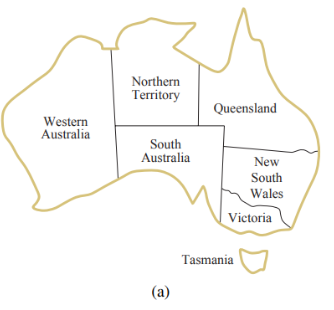 Northern
Territory
Queensland
Western
Australia
South
Australia
New
South
Wales
Victoria
Tasmania
(a)